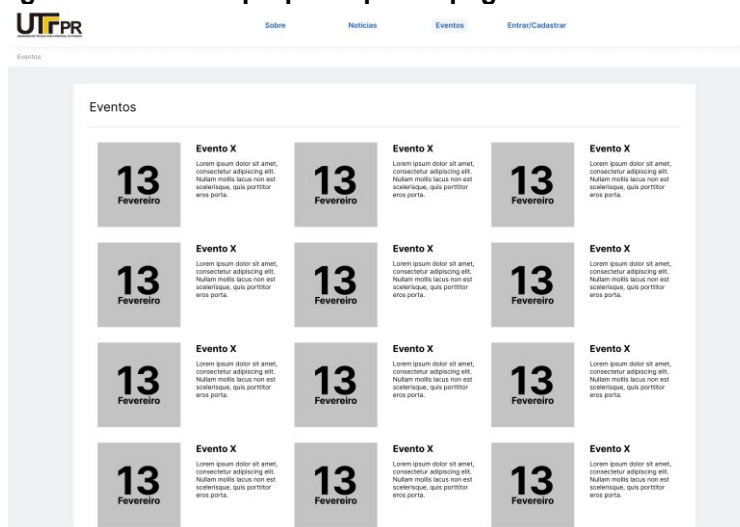 UTFPR
Sobre
Notícias
Eventos
Entrar/Cadastrar
Eventos
Eventos
13
Fevereiro
Evento X
Lorem ipsum dolor sit amet,
consectetur adipiscing elit.
Nullam mollis lacus non est
scelerisque, quis porttitor
eros porta.
13
Fevereiro
Evento X
Lorem ipsum dolor sit amet,
consectetur adipiscing elit.
Nullam mollis lacus non est
scelerisque, quis porttitor
eros porta.
13
Fevereiro
Evento X
Lorem ipsum dolor sit amet,
consectetur adipiscing elit.
Nullam mollis lacus non est
scelerisque, quis porttitor
eros porta.
13
Fevereiro
Evento X
Lorem ipsum dolor sit amet,
consectetur adipiscing elit.
Nullam mollis lacus non est
scelerisque, quis porttitor
eros porta.
13
Fevereiro
Evento X
Lorem ipsum dolor sit amet,
consectetur adipiscing elit.
Nullam mollis lacus non est
scelerisque, quis porttitor
eros porta.
13
Fevereiro
Evento X
Lorem ipsum dolor sit amet,
consectetur adipiscing elit.
Nullam mollis lacus non est
scelerisque, quis porttitor
eros porta.
13
Fevereiro
Evento X
Lorem ipsum dolor sit amet,
consectetur adipiscing elit.
Nullam mollis lacus non est
scelerisque, quis porttitor
eros porta.
13
Fevereiro
Evento X
Lorem ipsum dolor sit amet,
consectetur adipiscing elit.
Nullam mollis lacus non est
scelerisque, quis porttitor
eros porta.
13
Fevereiro
Evento X
Lorem ipsum dolor sit amet,
consectetur adipiscing elit.
Nullam mollis lacus non est
scelerisque, quis porttitor
eros porta.
13
Fevereiro
Evento X
Lorem ipsum dolor sit amet,
consectetur adipiscing elit.
Nullam mollis lacus non est
scelerisque, quis porttitor
eros porta.
13
Fevereiro
Evento X
Lorem ipsum dolor sit amet,
consectetur adipiscing elit.
Nullam mollis lacus non est
scelerisque, quis porttitor
eros porta.
13
Fevereiro
Evento X
Lorem ipsum dolor sit amet,
consectetur adipiscing elit.
Nullam mollis lacus non est
scelerisque, quis porttitor
eros porta.